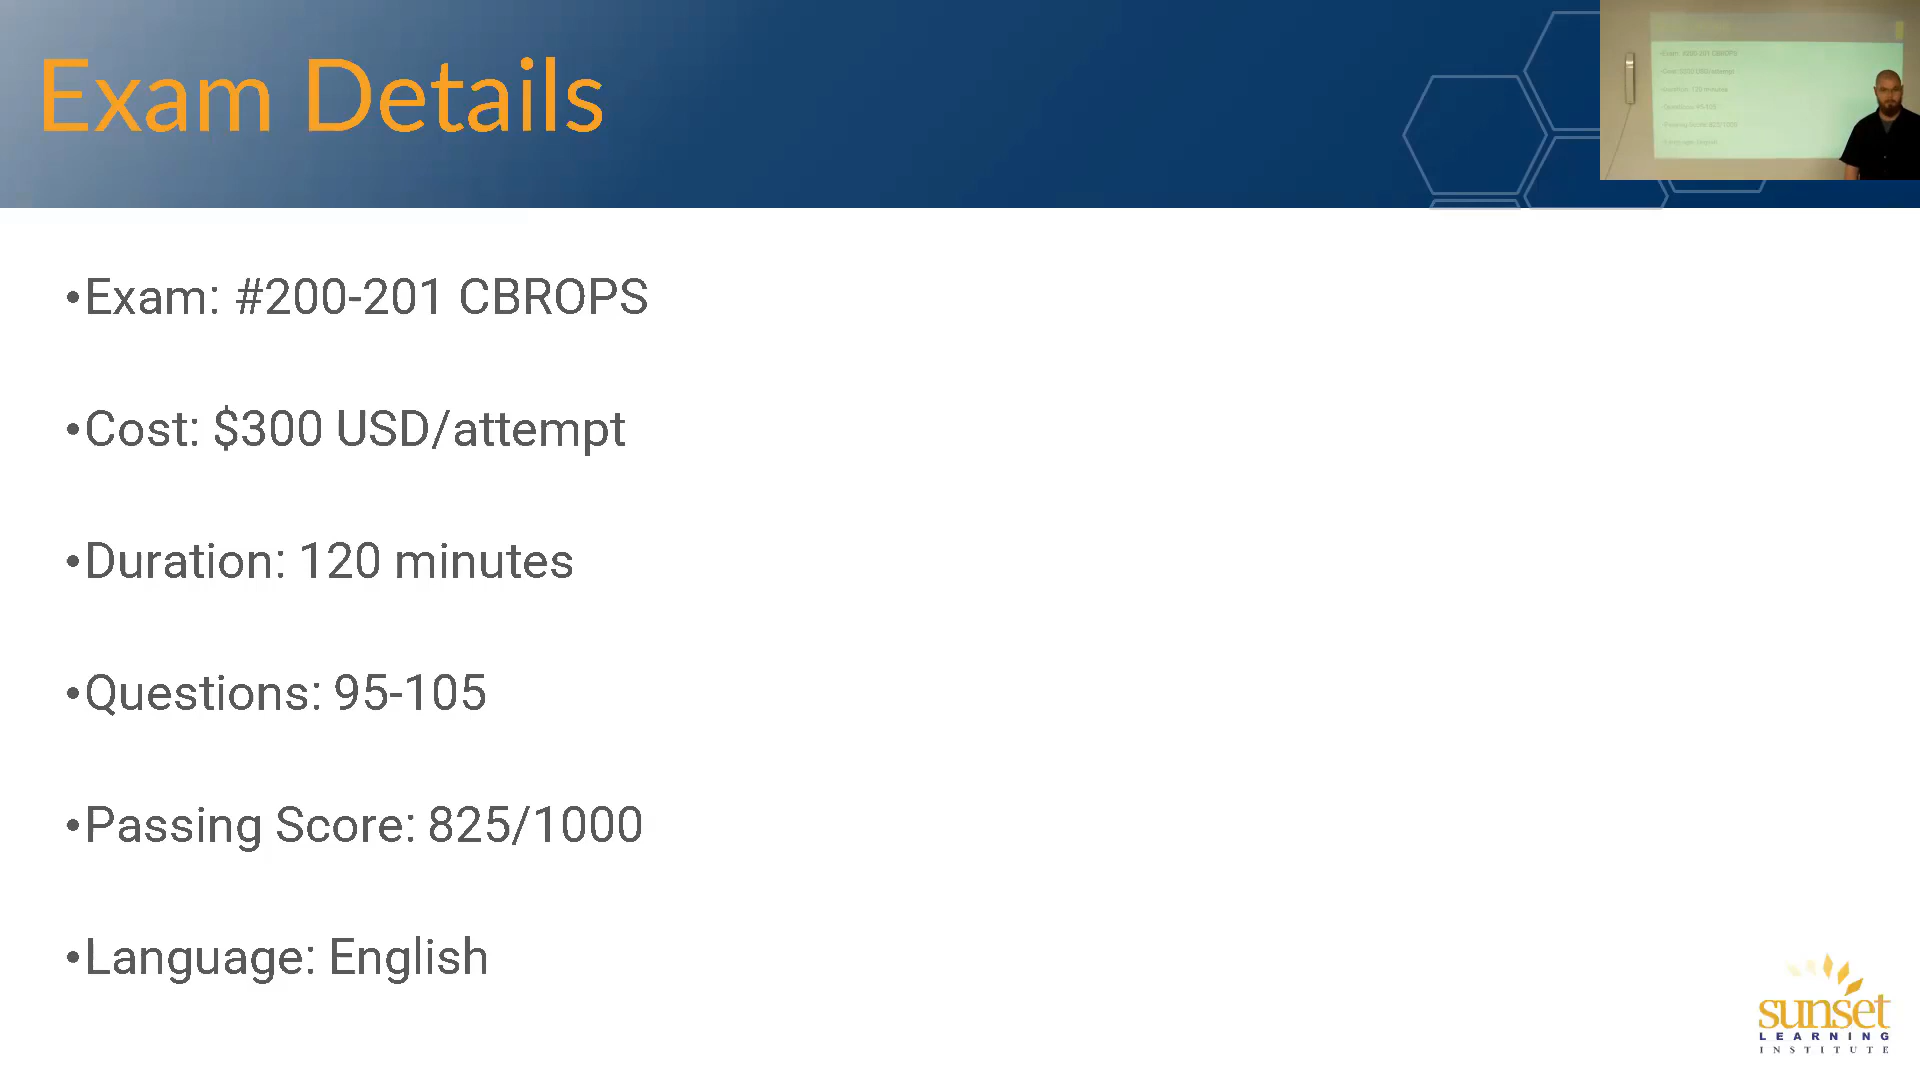 Exam Details
•Exam: #200-201 CBROPS
•Cost: $300 USD/attempt
•Duration: 120 minutes
•Questions: 95-105
•Passing Score: 825/1000
•Language: English
sunset
LEARNING
INSTITUTE